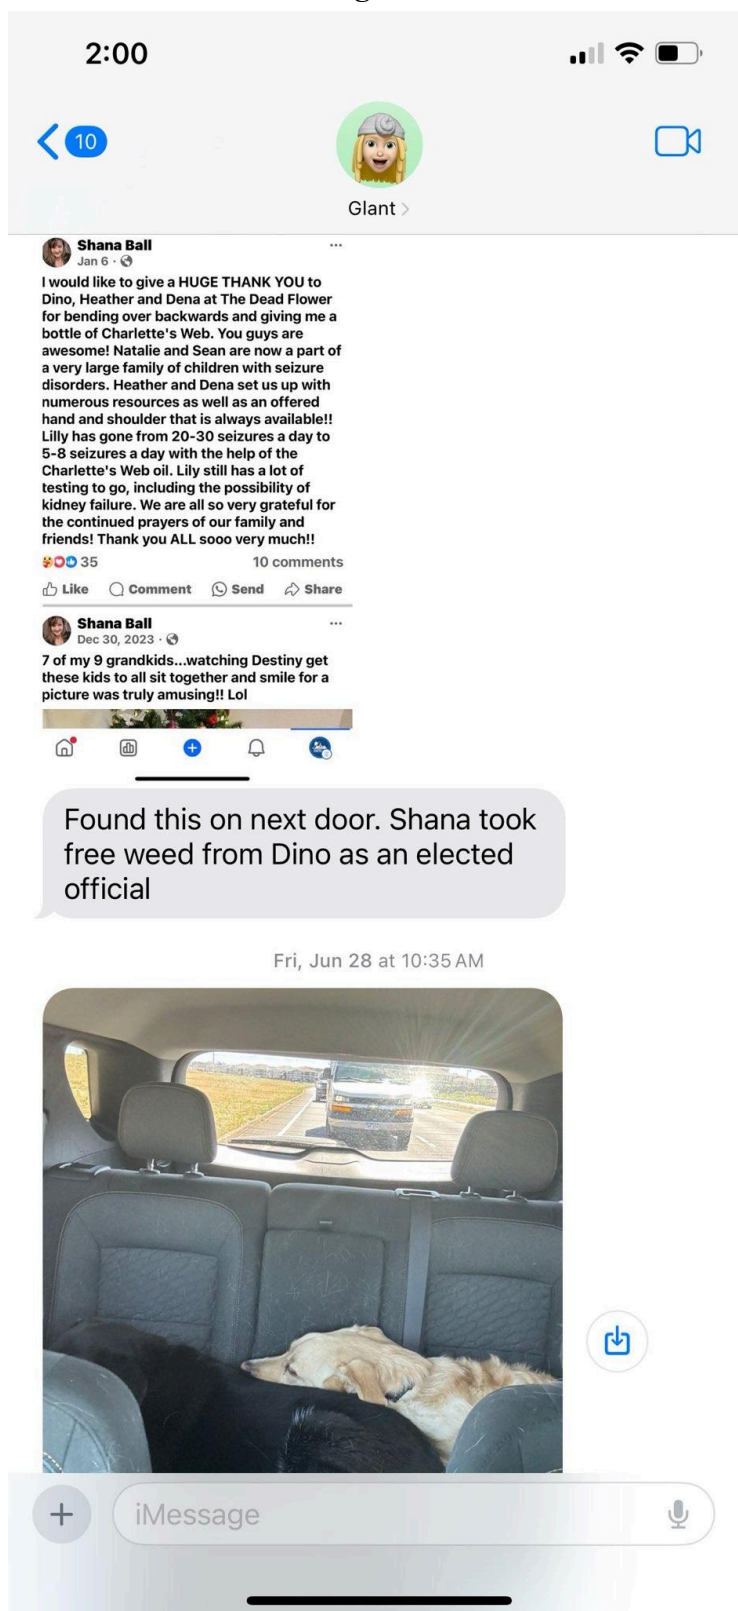 2:00
10
Glant
Shana Ball
Jan 6 ·
I would like to give a HUGE THANK YOU to
Dino, Heather and Dena at The Dead Flower
for bending over backwards and giving me a
bottle of Charlette's Web. You guys are
awesome! Natalie and Sean are now a part of
a very large family of children with seizure
disorders. Heather and Dena set us up with
numerous resources as well as an offered
hand and shoulder that is always available!!
Lilly has gone from 20-30 seizures a day to
5-8 seizures a day with the help of the
Charlette's Web oil. Lily still has a lot of
testing to go, including the possibility of
kidney failure. We are all so very grateful for
the continued prayers of our family and
friends! Thank you ALL sooo very much!!
35 10 comments
Like Comment Send Share
Shana Ball
Dec 30, 2023 ·
7 of my 9 grandkids...watching Destiny get
these kids to all sit together and smile for a
picture was truly amusing!! Lol
Found this on next door. Shana took
free weed from Dino as an elected
official
Fri, Jun 28 at 10:35 AM
iMessage